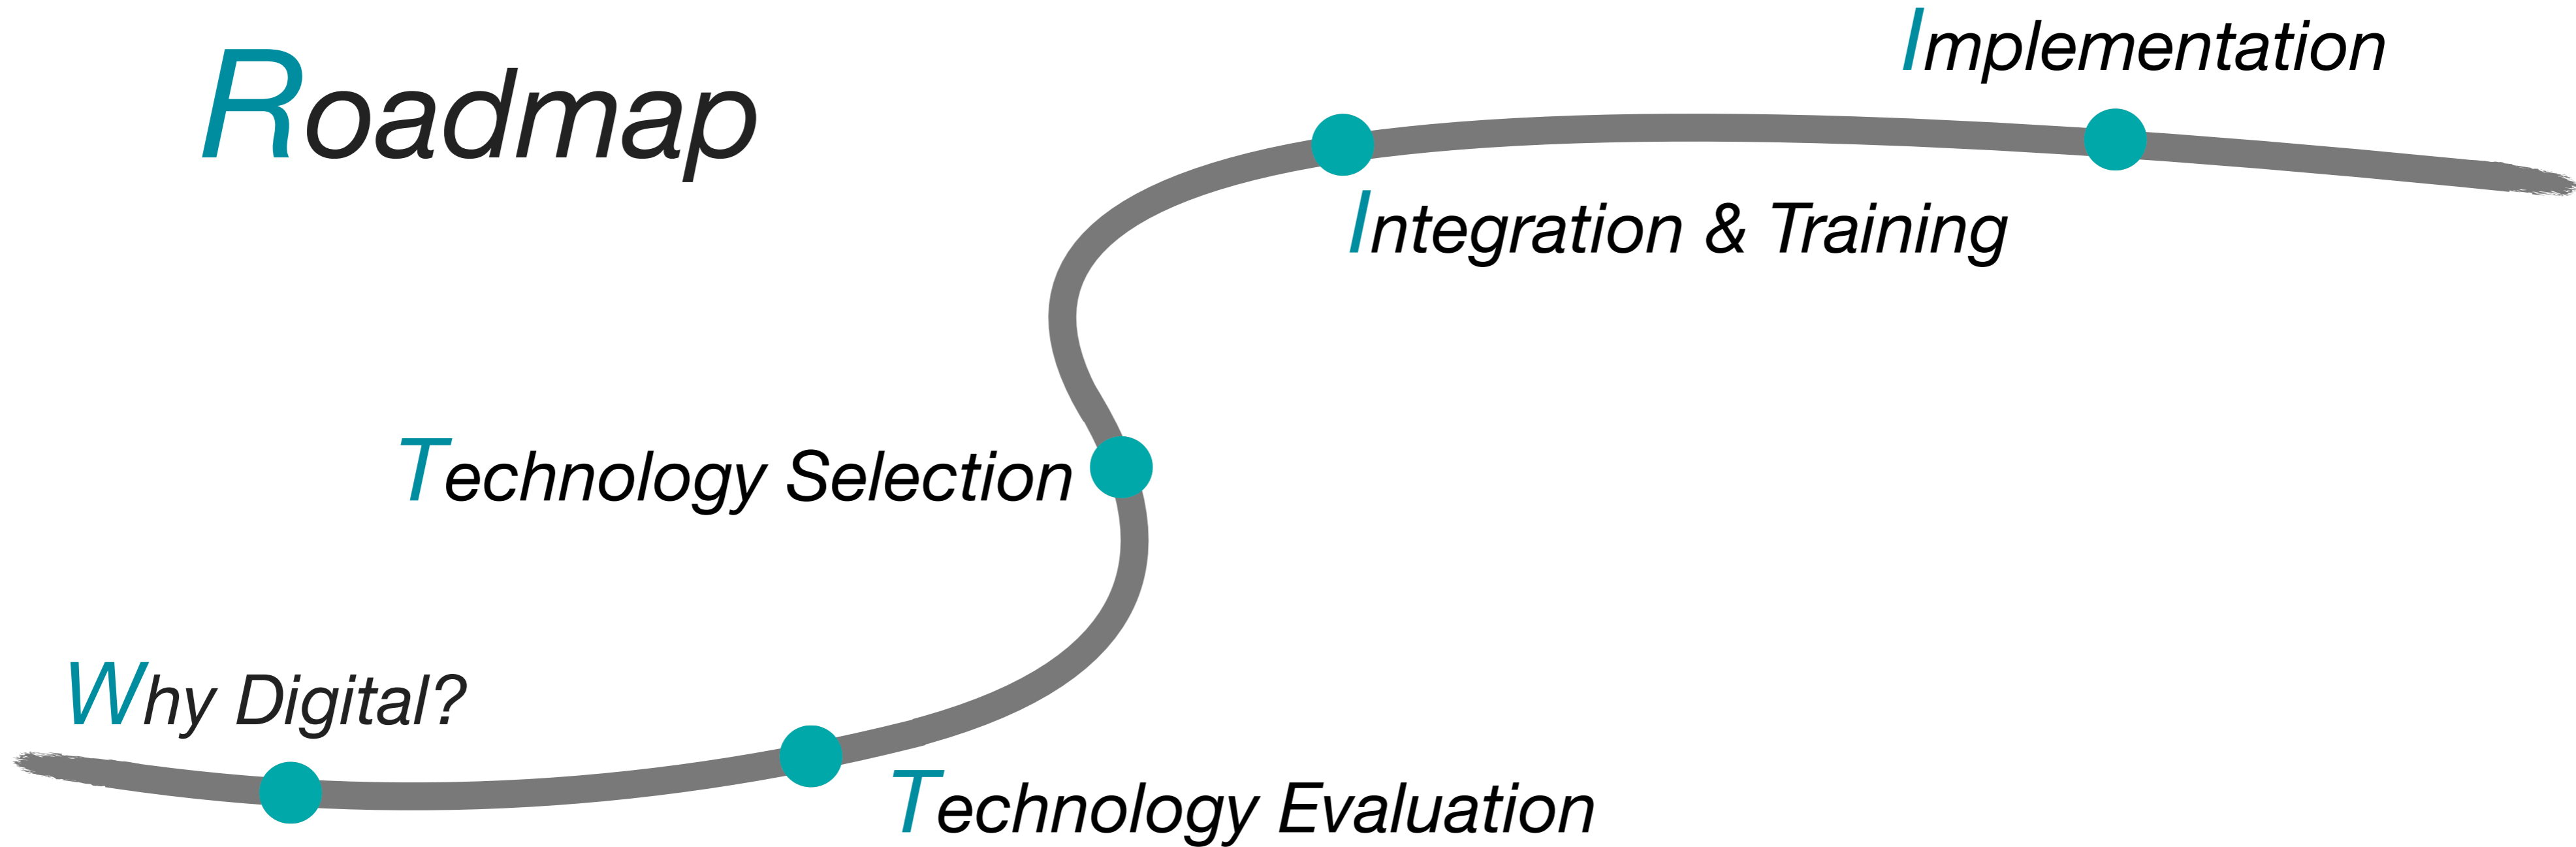 Roadmap
Implementation
Integration & Training
Technology Selection
Why Digital?
Technology Evaluation